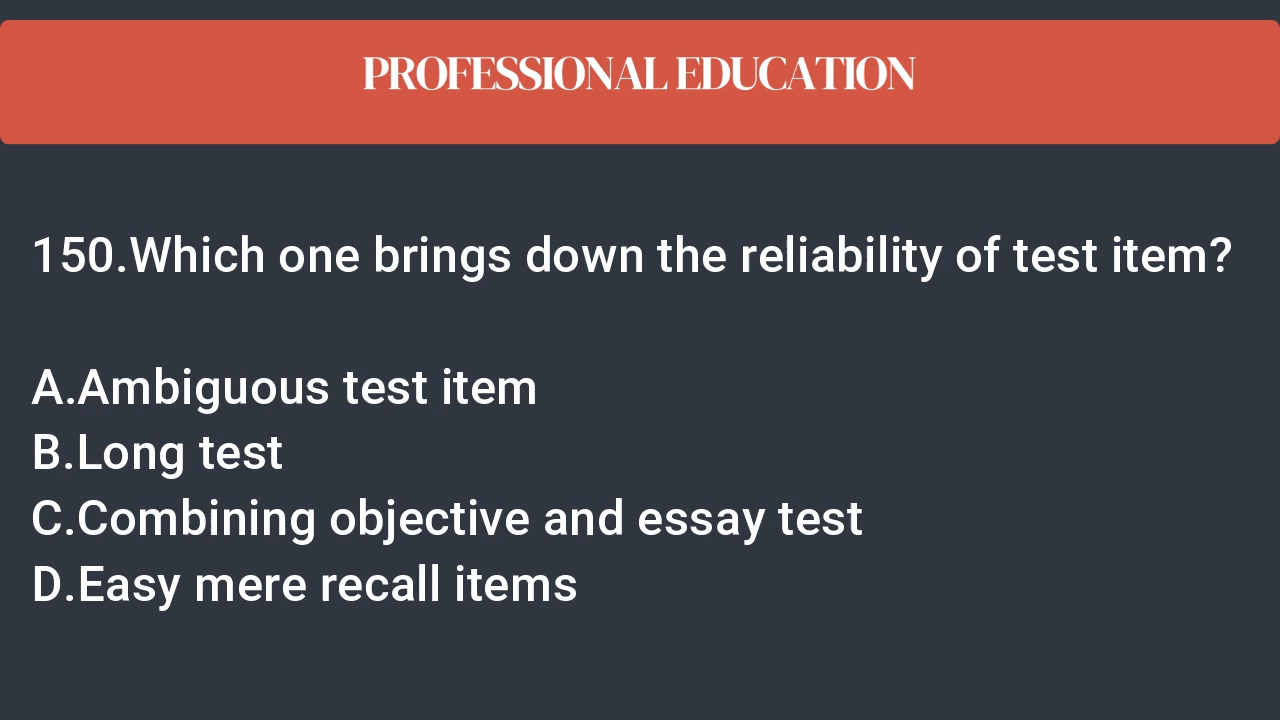 PROFESSIONAL EDUCATION
150.Which one brings down the reliability of test item?
A.Ambiguous test item
B.Long test
C.Combining objective and essay test
D.Easy mere recall items